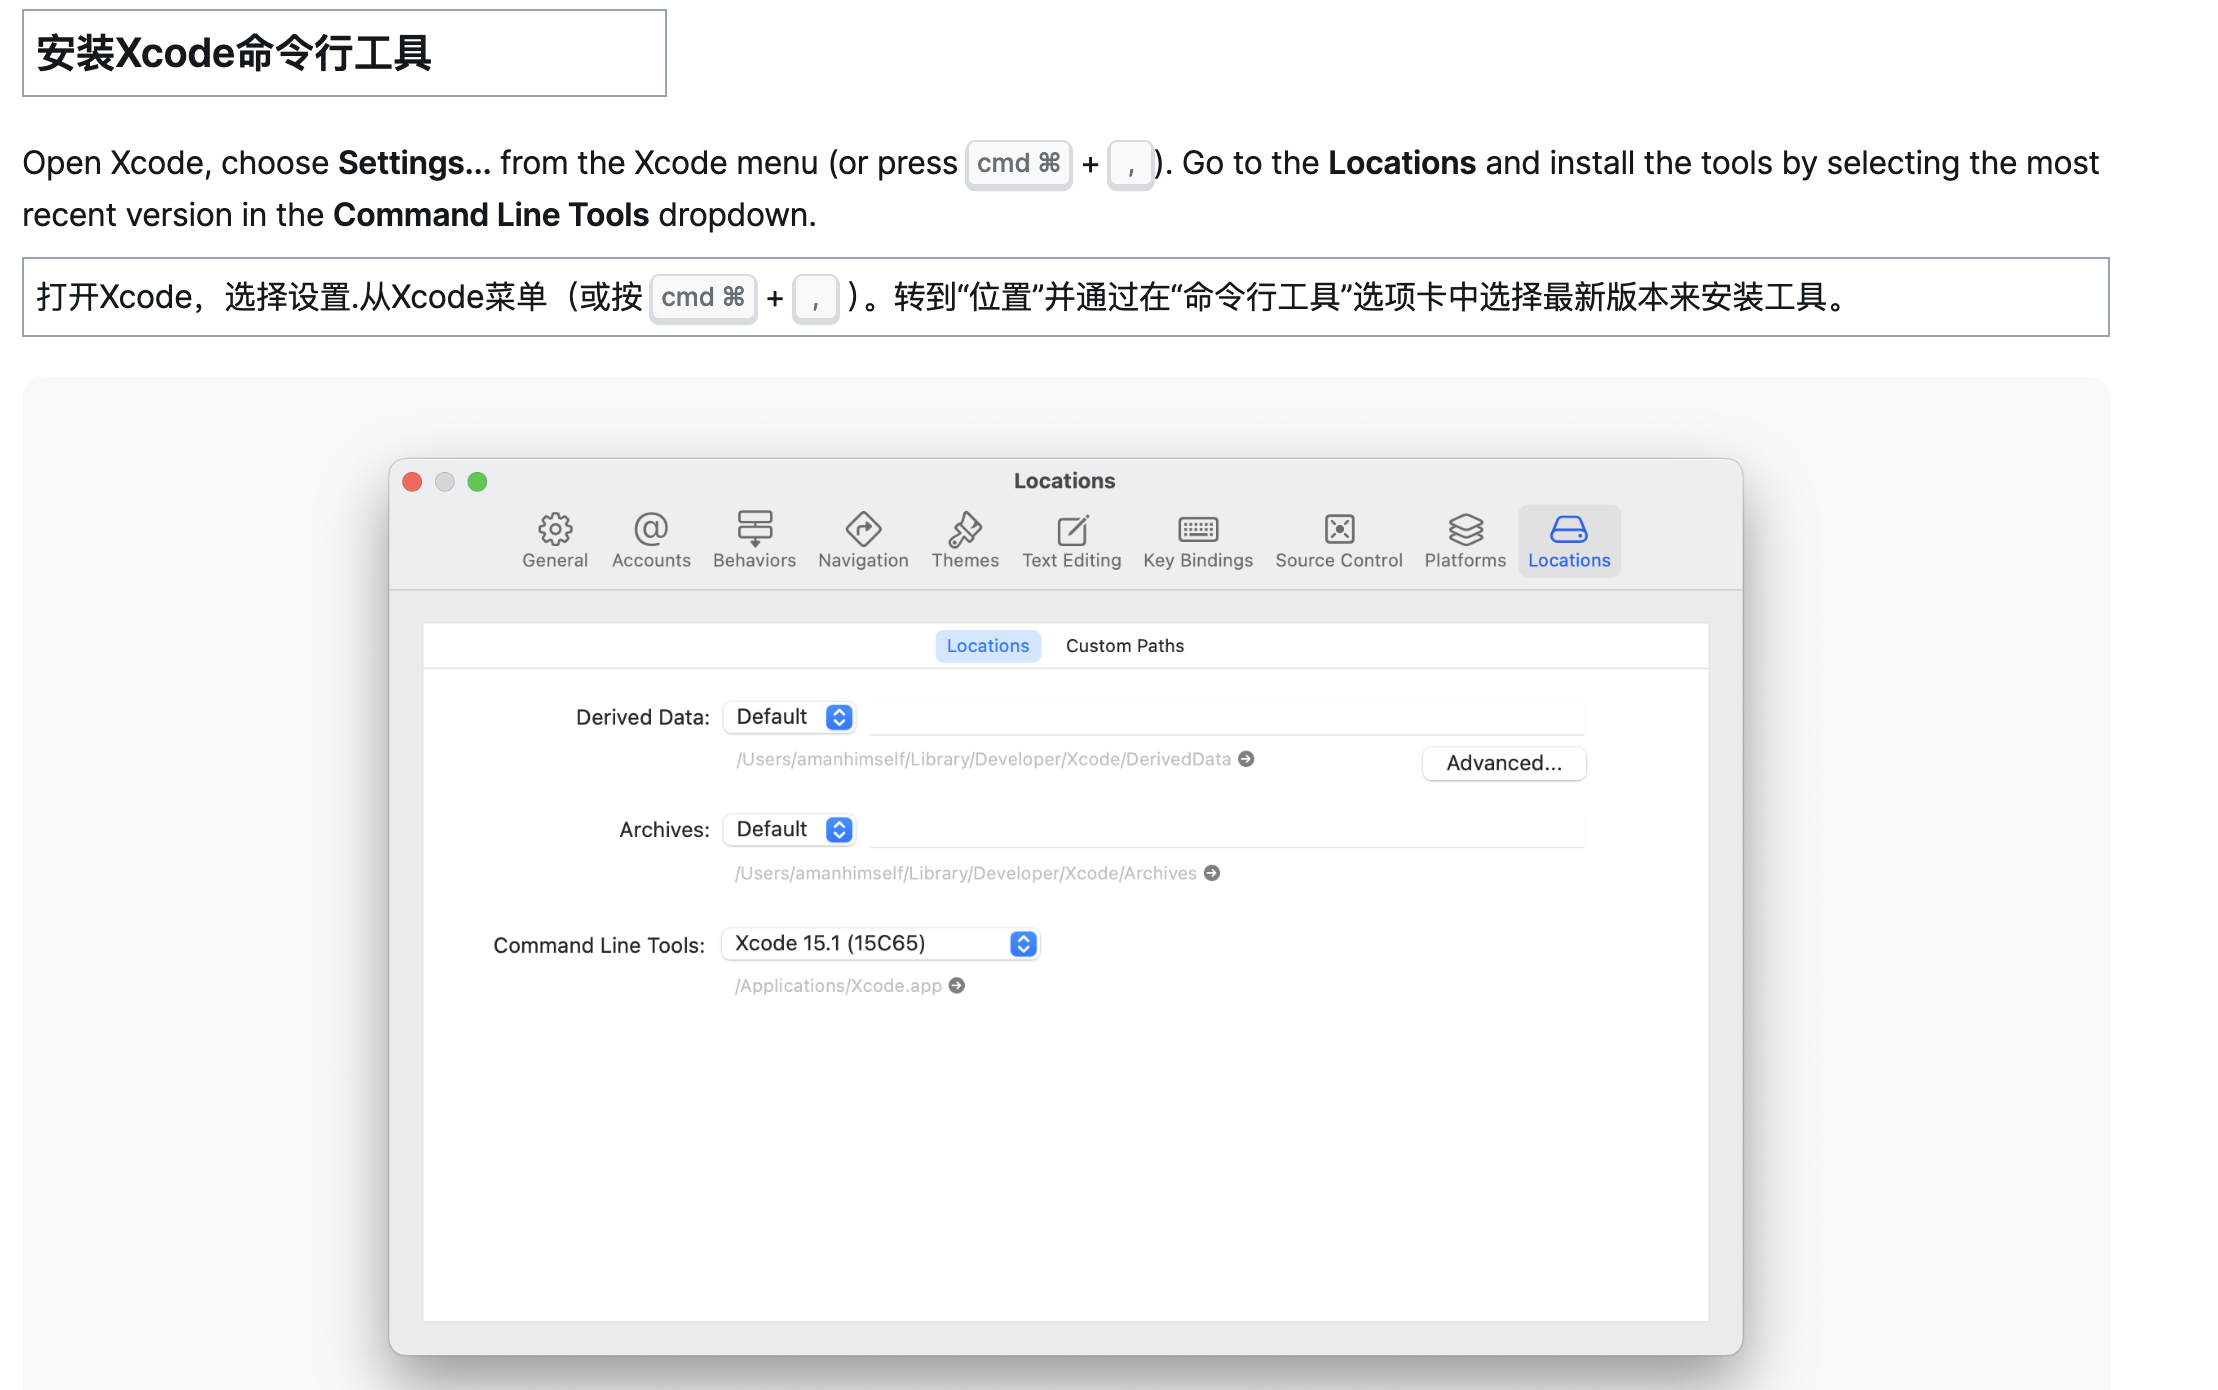 安装Xcode命令行工具
Open Xcode, choose Settings... from the Xcode menu (or press cmd ⌘ + ,). Go to the Locations and install the tools by selecting the most
recent version in the Command Line Tools dropdown.
打开Xcode，选择设置.从Xcode菜单（或按 cmd ⌘ + , ）。转到“位置”并通过在“命令行工具”选项卡中选择最新版本来安装工具。
Locations
General Accounts Behaviors Navigation Themes Text Editing Key Bindings Source Control Platforms Locations
Locations Custom Paths
Derived Data: Default
/Users/amanhimself/Library/Developer/Xcode/DerivedData
Advanced...
Archives: Default
/Users/amanhimself/Library/Developer/Xcode/Archives
Command Line Tools: Xcode 15.1 (15C65)
/Applications/Xcode.app